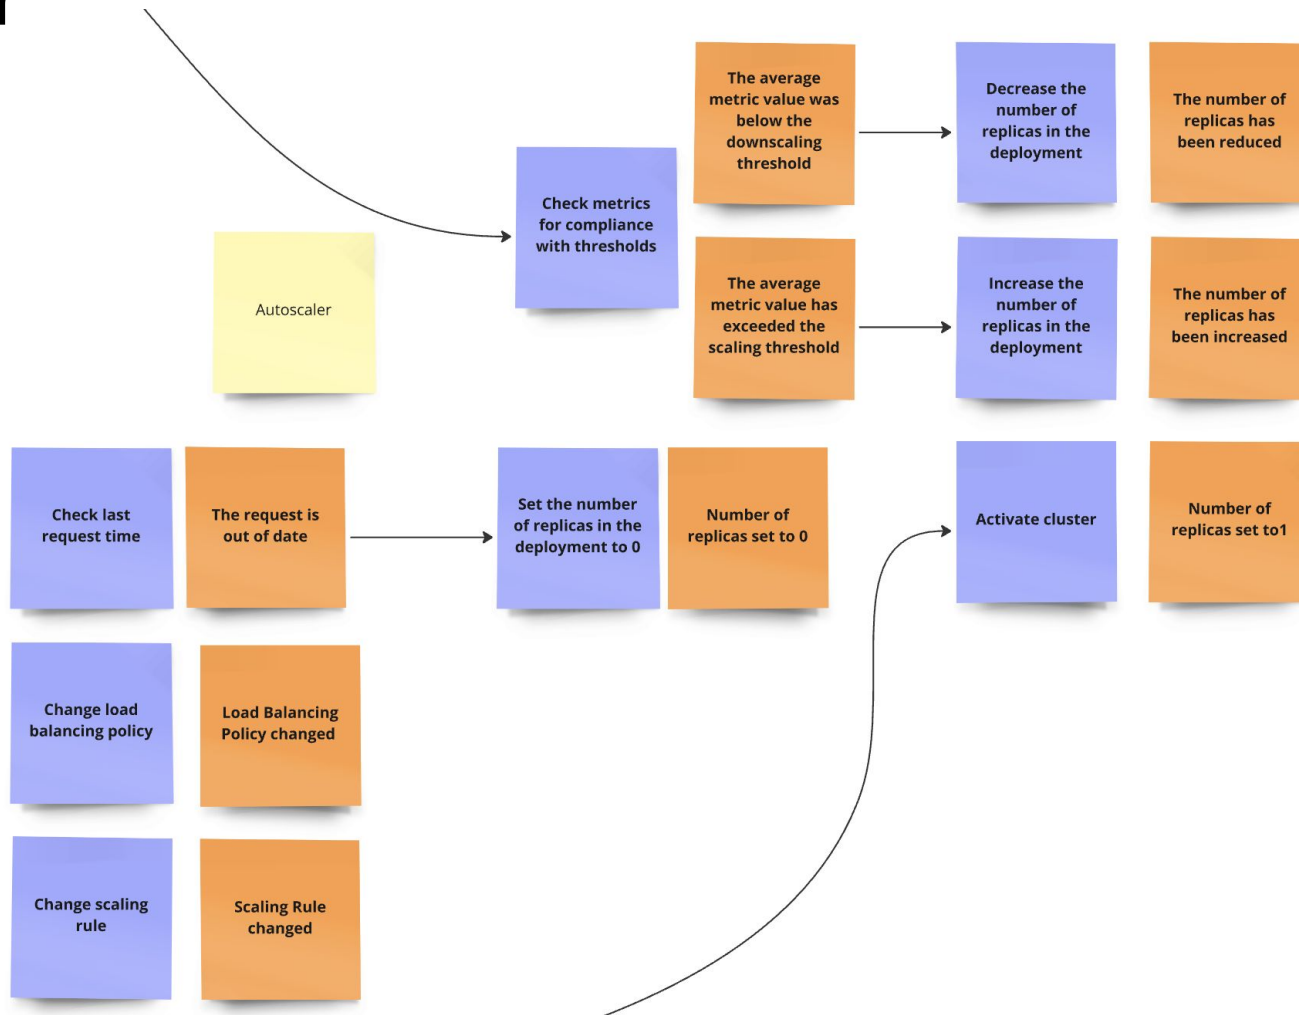 The average
metric value was
below the
downscaling
threshold
Decrease the
number of
replicas in the
deployment
The number of
replicas has
been reduced
Check metrics
for compliance
with thresholds
Autoscaler
The average
metric value has
exceeded the
scaling threshold
Increase the
number of
replicas in the
deployment
The number of
replicas has
been increased
Check last
request time
The request is
out of date
Set the number
of replicas in the
deployment to 0
Number of
replicas set to 0
Activate cluster
Number of
replicas set to1
Change load
balancing policy
Load Balancing
Policy changed
Change scaling
rule
Scaling Rule
changed